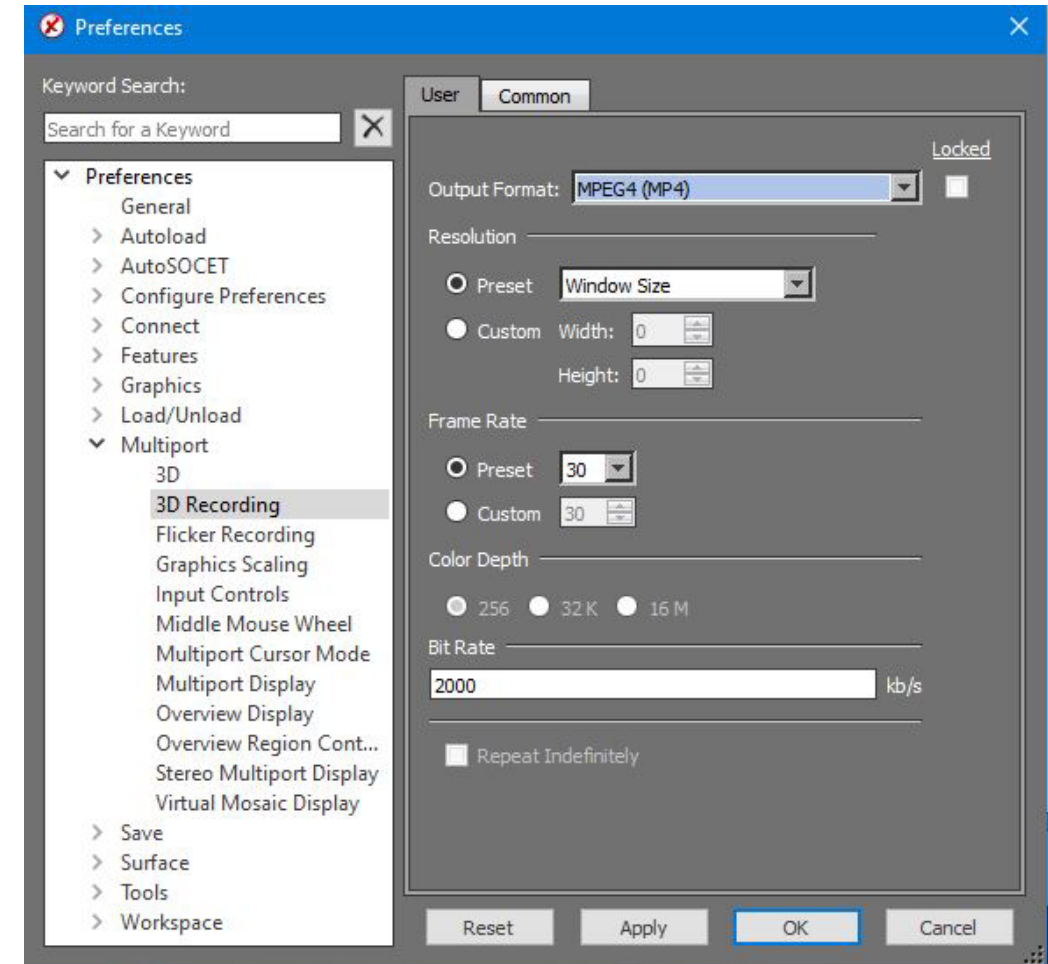 Preferences
Keyword Search:
Search for a Keyword
Preferences
General
Autoload
AutoSOCET
Configure Preferences
Connect
Features
Graphics
Load/Unload
Multiport
3D
3D Recording
Flicker Recording
Graphics Scaling
Input Controls
Middle Mouse Wheel
Multiport Cursor Mode
Multiport Display
Overview Display
Overview Region Cont...
Stereo Multiport Display
Virtual Mosaic Display
Save
Surface
Tools
Workspace
User Common
Locked
Output Format: MPEG4 (MP4)
Resolution
Preset Window Size
Custom Width: 0
Height: 0
Frame Rate
Preset 30
Custom 30
Color Depth
256 32 K 16 M
Bit Rate
2000 kb/s
Repeat Indefinitely
Reset Apply OK Cancel